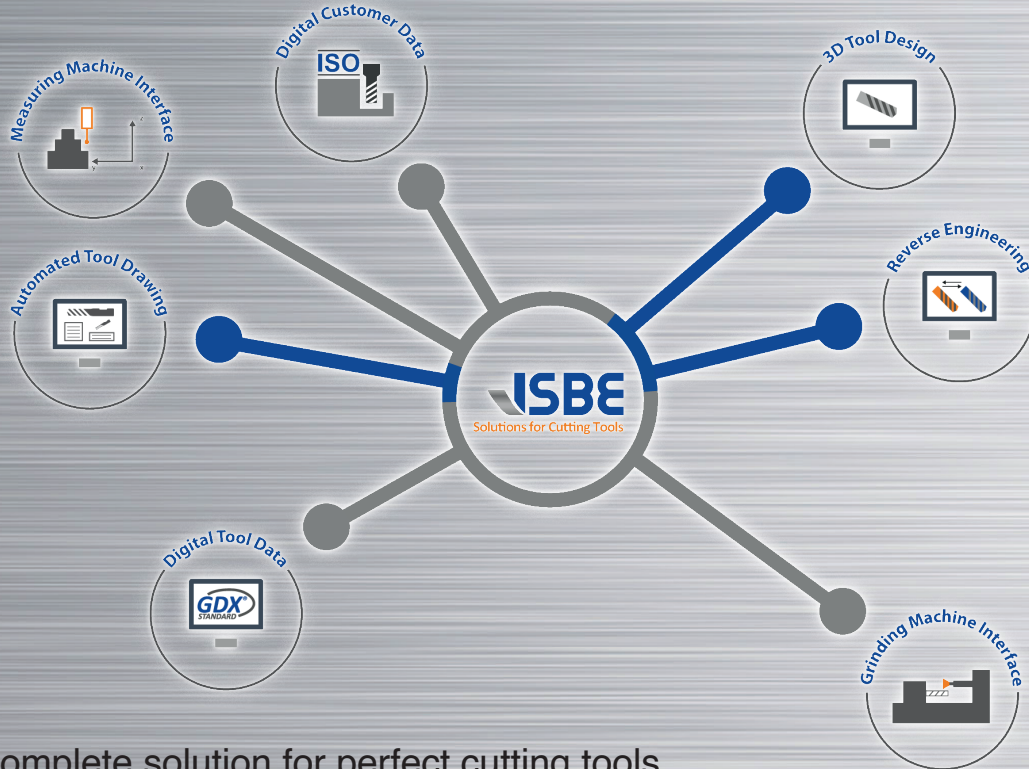 Digital Customer Data
ISO
3D Tool Design
Measuring Machine Interface
Automated Tool Drawing
Reverse Engineering
ISBE
Solutions for Cutting Tools
Digital Tool Data
GDX®
STANDARD
Grinding Machine Interface
omplete solution for perfect cutting tools